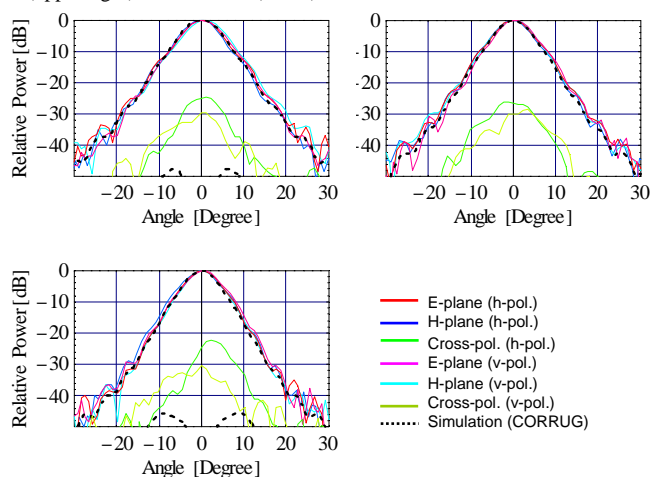 0
−10
−20
−30
−40
Relative Power [dB]
−20 −10 0 10 20 30
Angle [Degree]
0
−10
−20
−30
−40
Relative Power [dB]
−20 −10 0 10 20 30
Angle [Degree]
0
−10
−20
−30
−40
Relative Power [dB]
−20 −10 0 10 20 30
Angle [Degree]
E-plane (h-pol.)
H-plane (h-pol.)
Cross-pol. (h-pol.)
E-plane (v-pol.)
H-plane (v-pol.)
Cross-pol. (v-pol.)
Simulation (CORRUG)